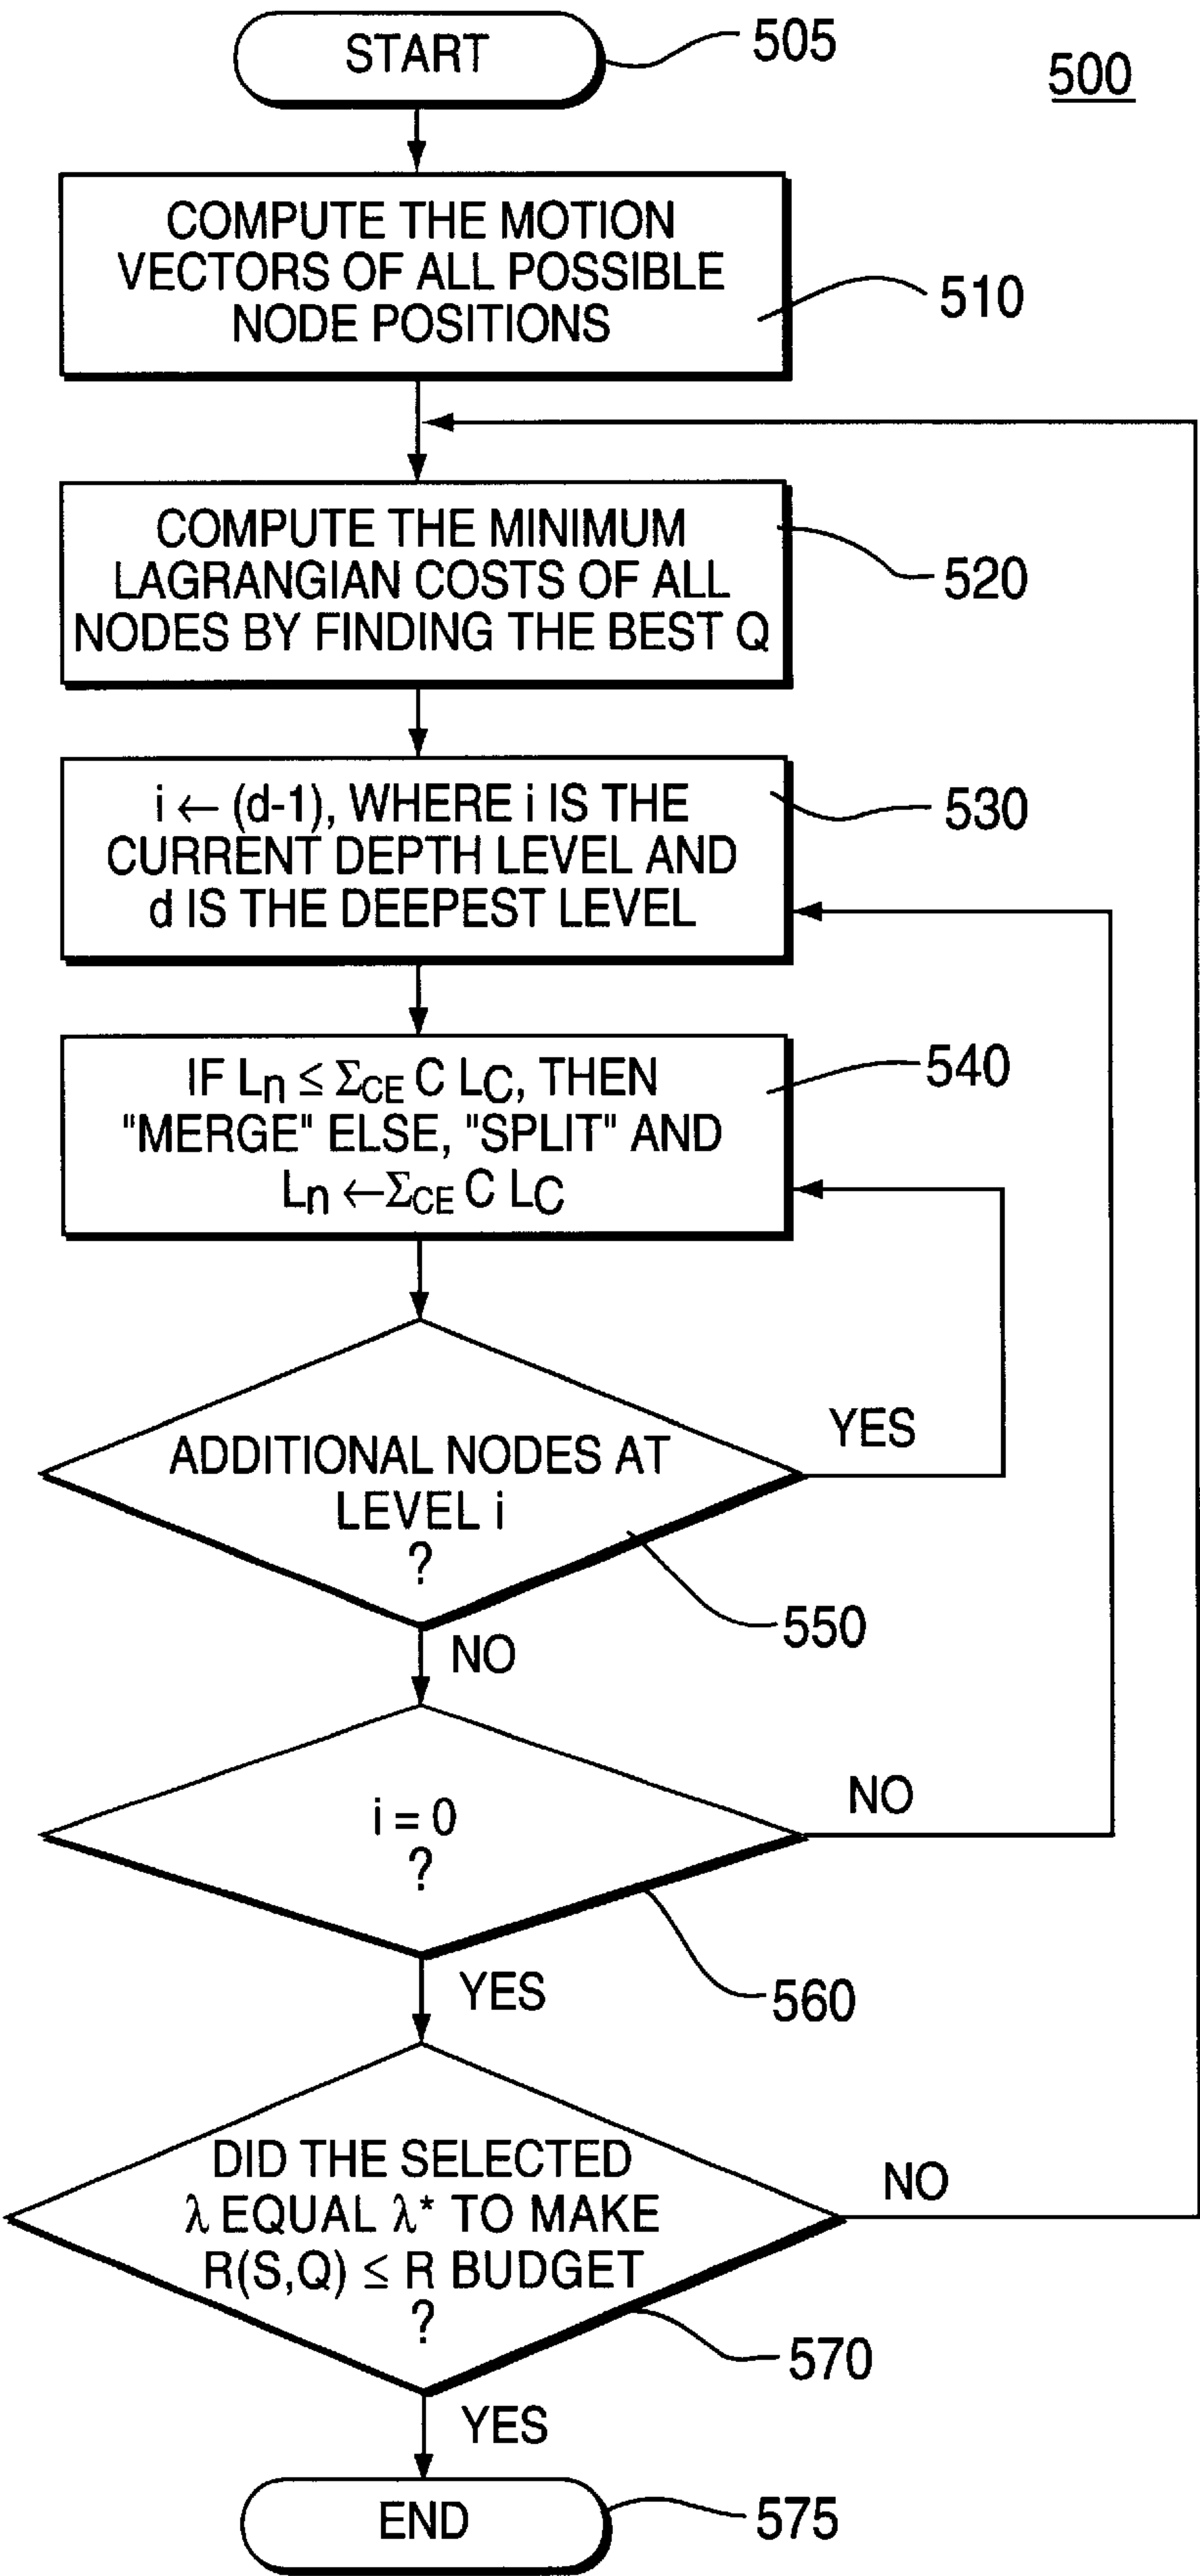 START
505
500
COMPUTE THE MOTION
VECTORS OF ALL POSSIBLE
NODE POSITIONS
510
COMPUTE THE MINIMUM
LAGRANGIAN COSTS OF ALL
NODES BY FINDING THE BEST Q
520
i ← (d-1), WHERE i IS THE
CURRENT DEPTH LEVEL AND
d IS THE DEEPEST LEVEL
530
IF Ln ≤ ΣCE C LC, THEN
"MERGE" ELSE, "SPLIT" AND
Ln ←ΣCE C LC
540
ADDITIONAL NODES AT
LEVEL i
?
YES
550
NO
i = 0
?
NO
560
YES
DID THE SELECTED
λ EQUAL λ* TO MAKE
R(S,Q) ≤ R BUDGET
?
NO
570
YES
END
575